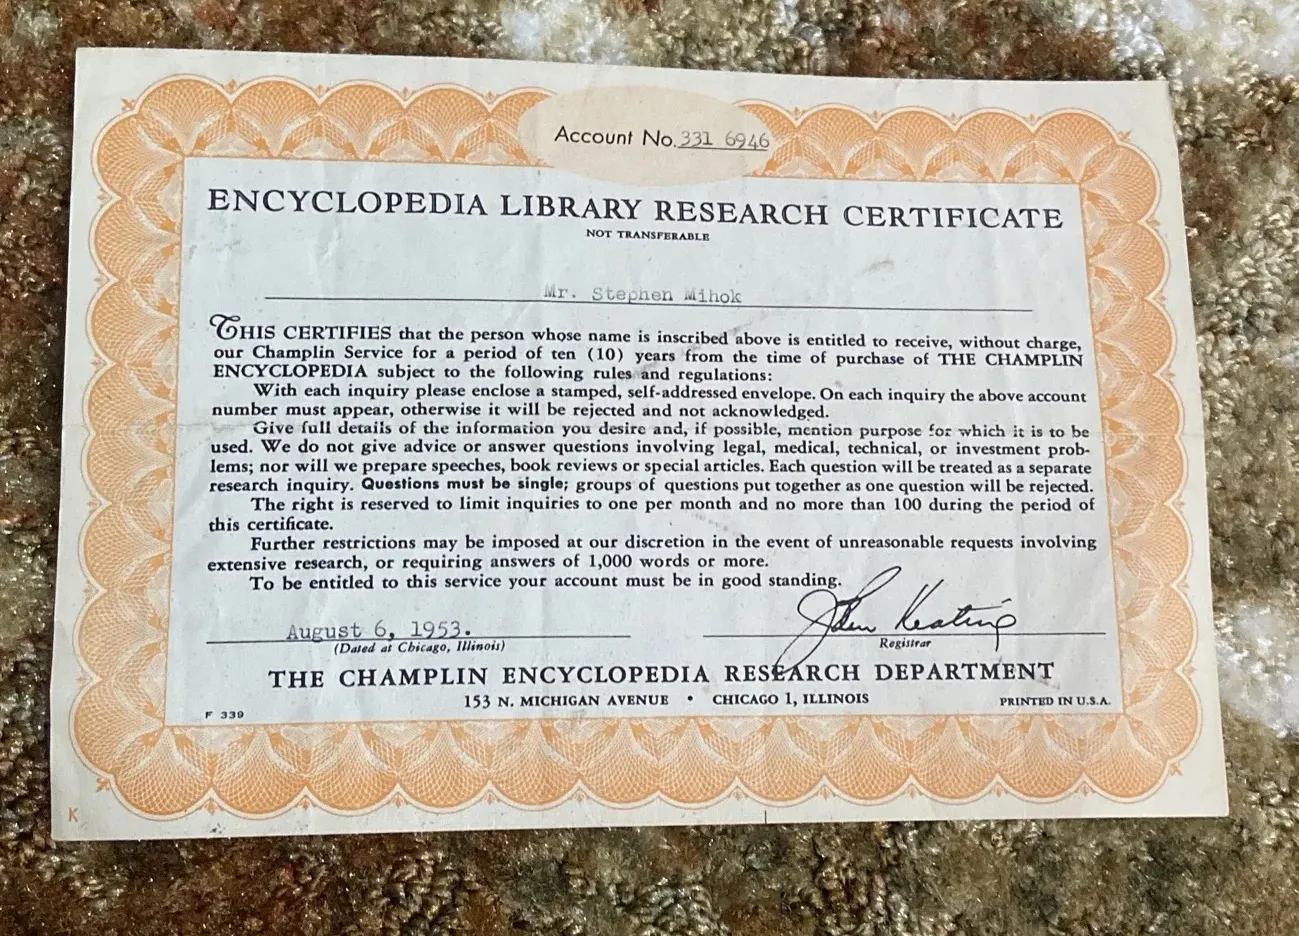 Account No. 331 6946
ENCYCLOPEDIA LIBRARY RESEARCH CERTIFICATE
NOT TRANSFERABLE
Mr. Stephen Mihok
THIS CERTIFIES that the person whose name is inscribed above is entitled to receive, without charge,
our Champlin Service for a period of ten (10) years from the time of purchase of THE CHAMPLIN
ENCYCLOPEDIA subject to the following rules and regulations:
With each inquiry please enclose a stamped, self-addressed envelope. On each inquiry the above account
number must appear, otherwise it will be rejected and not acknowledged.
Give full details of the information you desire and, if possible, mention purpose for which it is to be
used. We do not give advice or answer questions involving legal, medical, technical, or investment prob-
lems; nor will we prepare speeches, book reviews or special articles. Each question will be treated as a separate
research inquiry. Questions must be single; groups of questions put together as one question will be rejected.
The right is reserved to limit inquiries to one per month and no more than 100 during the period of
this certificate.
Further restrictions may be imposed at our discretion in the event of unreasonable requests involving
extensive research, or requiring answers of 1,000 words or more.
To be entitled to this service your account must be in good standing.
John Keating
August 6, 1953.
(Dated at Chicago, Illinois)
Registrar
THE CHAMPLIN ENCYCLOPEDIA RESEARCH DEPARTMENT
153 N. MICHIGAN AVENUE • CHICAGO 1, ILLINOIS
PRINTED IN U.S.A.
F 339
K